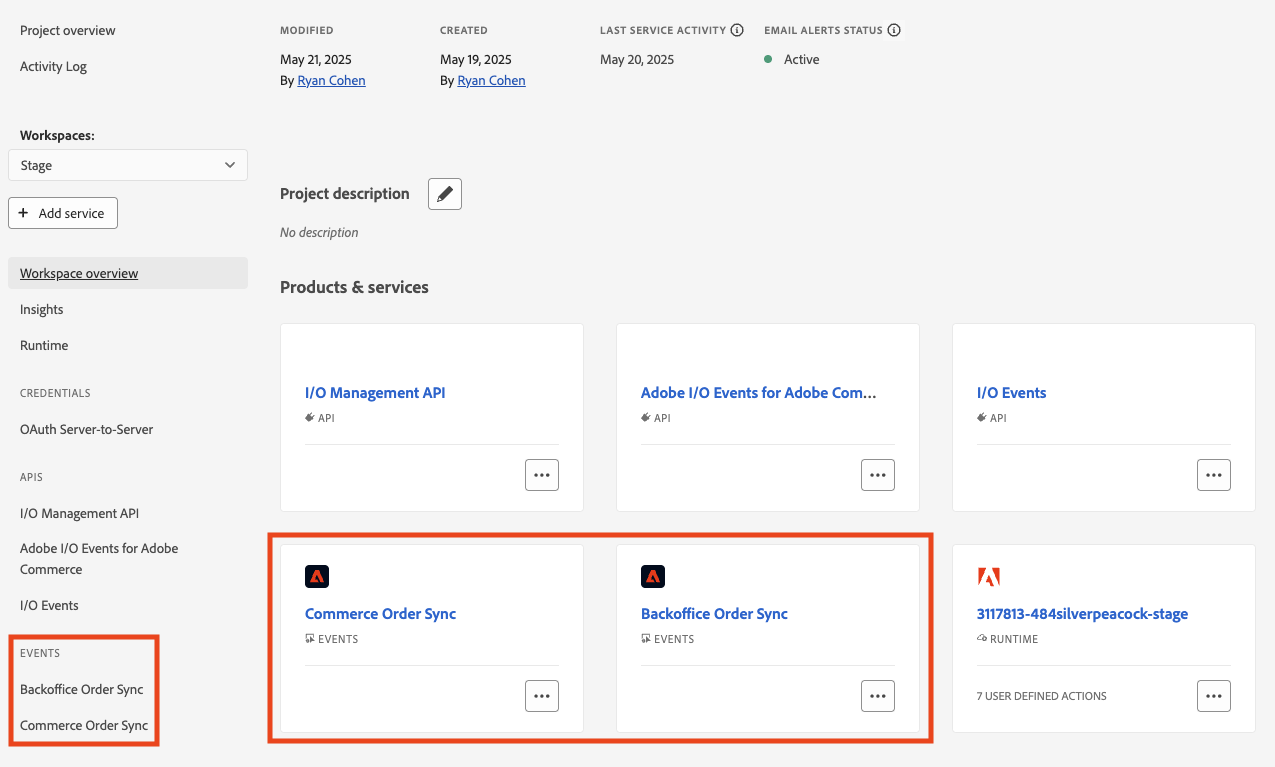 Project overview
Activity Log
Workspaces:
Stage
+ Add service
Workspace overview
Insights
Runtime
CREDENTIALS
OAuth Server-to-Server
APIS
I/O Management API
Adobe I/O Events for Adobe
Commerce
I/O Events
EVENTS
Backoffice Order Sync
Commerce Order Sync
MODIFIED
May 21, 2025
By Ryan Cohen
CREATED
May 19, 2025
By Ryan Cohen
LAST SERVICE ACTIVITY
May 20, 2025
EMAIL ALERTS STATUS
Active
Project description
No description
Products & services
I/O Management API
API
Adobe I/O Events for Adobe Com...
API
I/O Events
API
Commerce Order Sync
EVENTS
Backoffice Order Sync
EVENTS
3117813-484silverpeacock-stage
RUNTIME
7 USER DEFINED ACTIONS